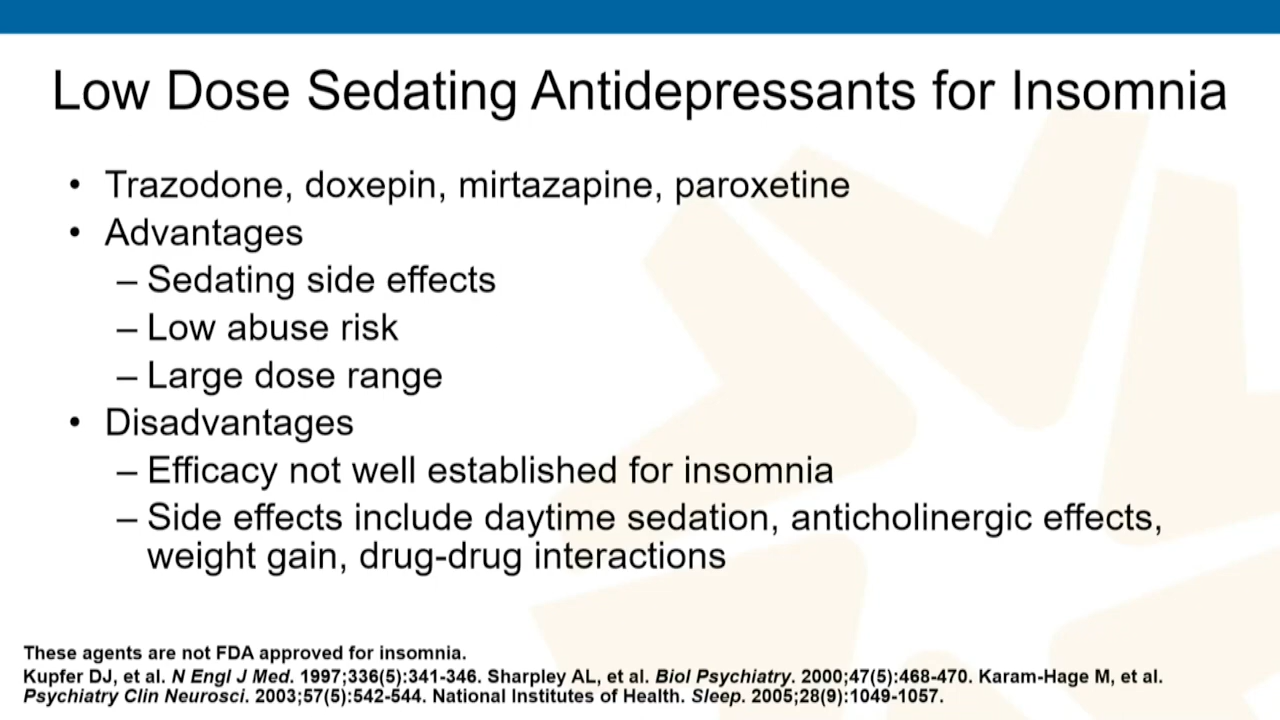 Low Dose Sedating Antidepressants for Insomnia
• Trazodone, doxepin, mirtazapine, paroxetine
• Advantages
– Sedating side effects
– Low abuse risk
– Large dose range
• Disadvantages
– Efficacy not well established for insomnia
– Side effects include daytime sedation, anticholinergic effects,
weight gain, drug-drug interactions
These agents are not FDA approved for insomnia.
Kupfer DJ, et al. N Engl J Med. 1997;336(5):341-346. Sharpley AL, et al. Biol Psychiatry. 2000;47(5):468-470. Karam-Hage M, et al.
Psychiatry Clin Neurosci. 2003;57(5):542-544. National Institutes of Health. Sleep. 2005;28(9):1049-1057.